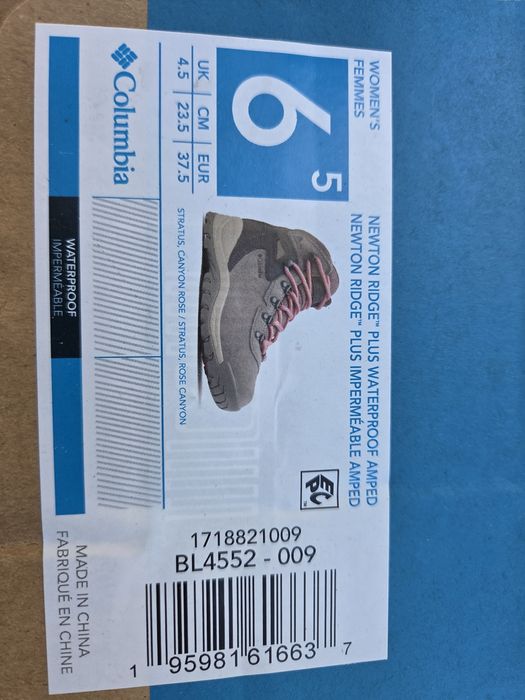 WOMEN'S
FEMMES
6
5
UK | CM | EUR
4.5 | 23.5 | 37.5
Columbia
NEWTON RIDGE™ PLUS WATERPROOF AMPED
NEWTON RIDGE™ PLUS IMPERMÉABLE AMPED
STRATUS, CANYON ROSE / STRATUS, ROSE CANYON
WATERPROOF
IMPERMÉABLE
EPC™
1718821009
BL4552 - 009
1 95981 61663 7
MADE IN CHINA
FABRIQUÉ EN CHINE